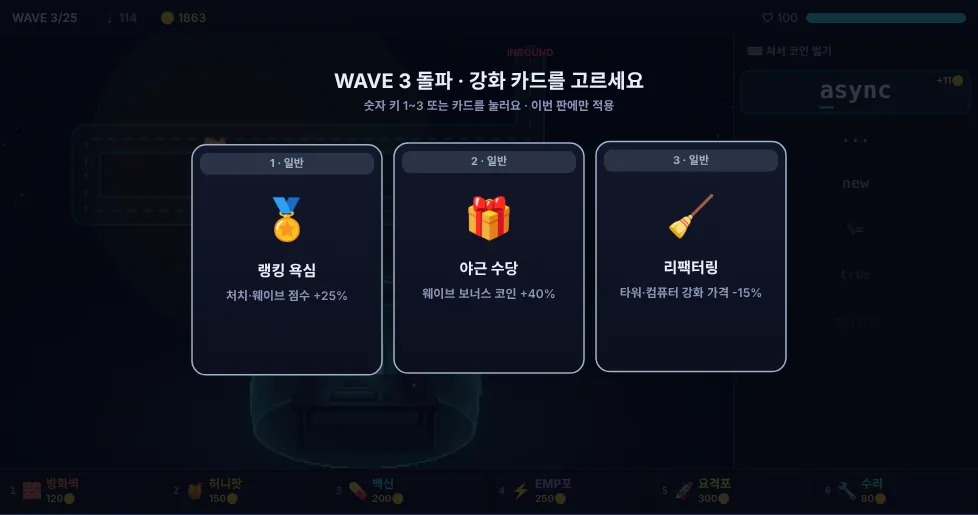 WAVE 3/25
♩ 114
1863
♡ 100
INBOUND
⌨ 쳐서 코인 벌기
WAVE 3 돌파 · 강화 카드를 고르세요
숫자 키 1~3 또는 카드를 눌러요 · 이번 판에만 적용
async
+11
...
new
%=
true
1 · 일반
랭킹 욕심
처치·웨이브 점수 +25%
2 · 일반
야근 수당
웨이브 보너스 코인 +40%
3 · 일반
리팩터링
타워·컴퓨터 강화 가격 -15%
1 방화벽
120
2 허니팟
150
3 백신
200
4 EMP포
250
5 요격포
300
6 수리
80